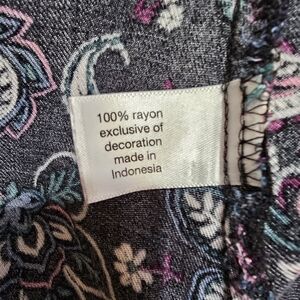 100% rayon
exclusive of
decoration
made in
Indonesia